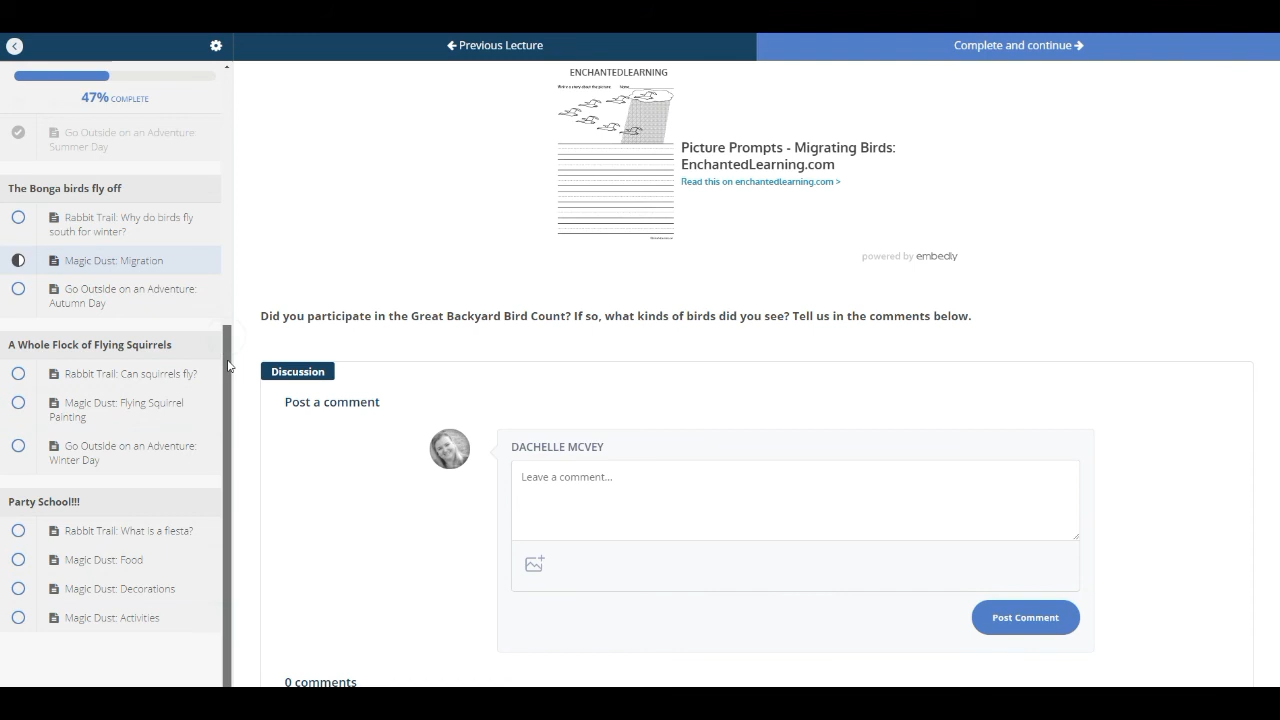 Previous Lecture
Complete and continue
47% COMPLETE
Go Outside on an Adventure:
Summer Day
The Bonga birds fly off
Rabbit Trail: Why do birds fly
south for winter?
Magic Dust: Migration
Go Outside on an Adventure:
Autumn Day
A Whole Flock of Flying Squirrels
Rabbit Trail: Can squirrels fly?
Magic Dust: Flying Squirrel
Painting
Go Outside on an Adventure:
Winter Day
Party School!!!
Rabbit Trail: What is a fiesta?
Magic Dust: Food
Magic Dust: Decorations
Magic Dust: Activities
ENCHANTEDLEARNING
Write a story about the picture. Name
Picture Prompts - Migrating Birds:
EnchantedLearning.com
Read this on enchantedlearning.com >
powered by embedly
Did you participate in the Great Backyard Bird Count? If so, what kinds of birds did you see? Tell us in the comments below.
Discussion
Post a comment
DACHELLE MCVEY
Leave a comment...
Post Comment
0 comments